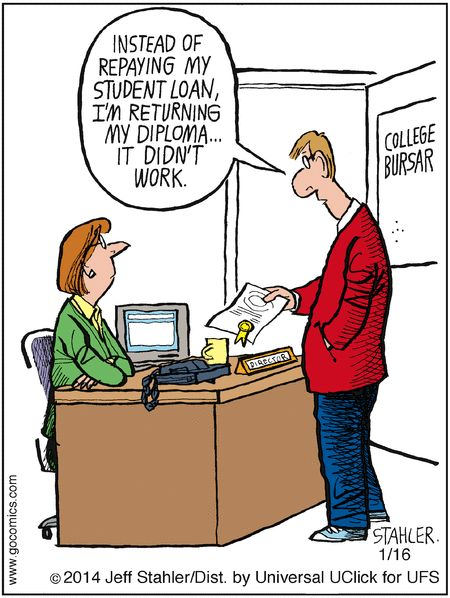 INSTEAD OF
REPAYING MY
STUDENT LOAN,
I'M RETURNING
MY DIPLOMA...
IT DIDN'T
WORK.
COLLEGE
BURSAR
DIRECTOR
STAHLER.
1/16
www.gocomics.com
©2014 Jeff Stahler/Dist. by Universal UClick for UFS